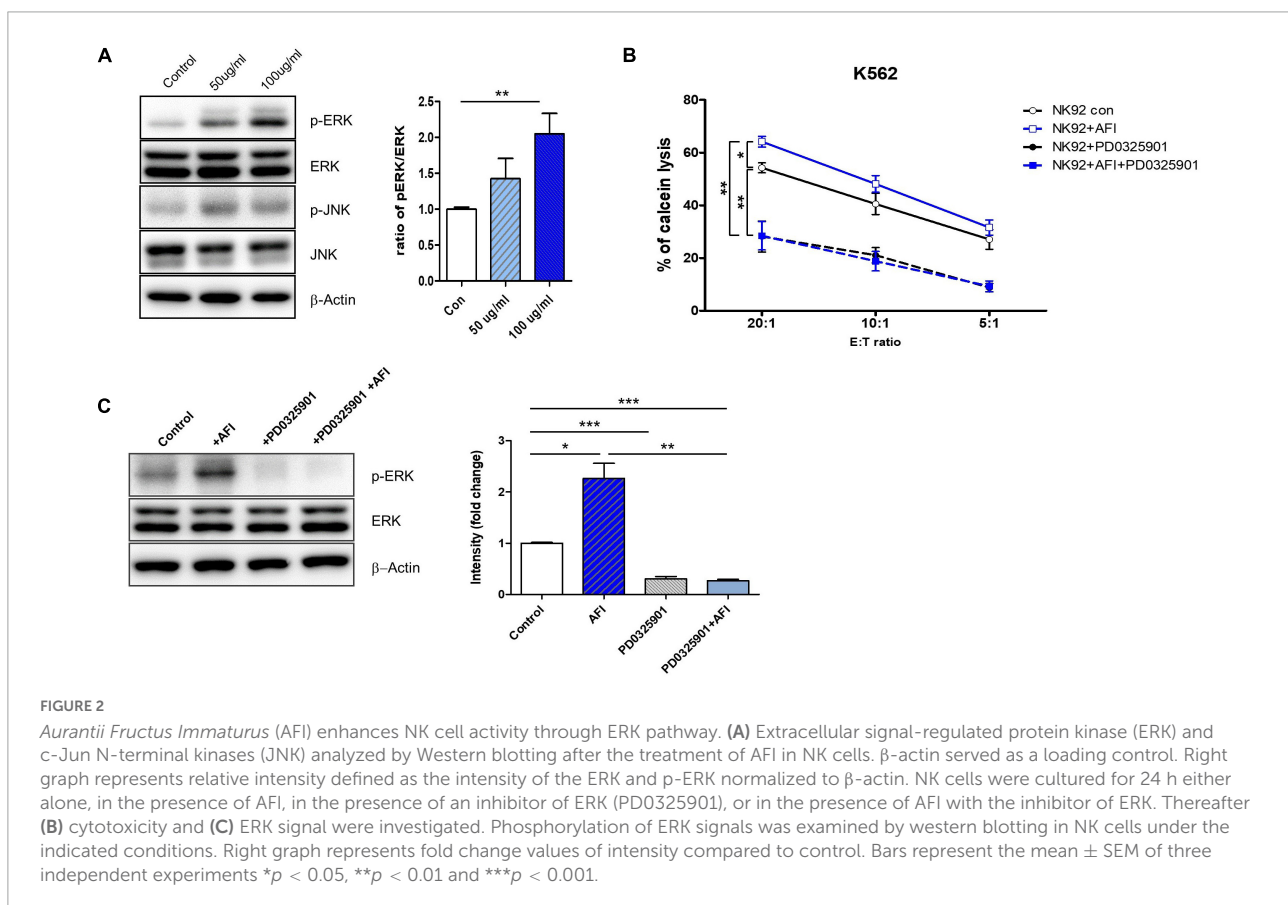 A
Control
50ug/ml
100ug/ml
p-ERK
ERK
p-JNK
JNK
β-Actin
ratio of pERK/ERK
2.5
2.0
1.5
1.0
0.5
0.0
**
Con
50 ug/ml
100 ug/ml
B
K562
% of calcein lysis
80
60
40
20
0
**
*
**
20:1
10:1
5:1
E:T ratio
NK92 con
NK92+AFI
NK92+PD0325901
NK92+AFI+PD0325901
C
Control
+AFI
+PD0325901
+PD0325901 +AFI
p-ERK
ERK
β–Actin
Intensity (fold change)
3
2
1
0
***
***
*
**
Control
AFI
PD0325901
PD0325901+AFI
FIGURE 2
Aurantii Fructus Immaturus (AFI) enhances NK cell activity through ERK pathway. (A) Extracellular signal-regulated protein kinase (ERK) and
c-Jun N-terminal kinases (JNK) analyzed by Western blotting after the treatment of AFI in NK cells. β-actin served as a loading control. Right
graph represents relative intensity defined as the intensity of the ERK and p-ERK normalized to β-actin. NK cells were cultured for 24 h either
alone, in the presence of AFI, in the presence of an inhibitor of ERK (PD0325901), or in the presence of AFI with the inhibitor of ERK. Thereafter
(B) cytotoxicity and (C) ERK signal were investigated. Phosphorylation of ERK signals was examined by western blotting in NK cells under the
indicated conditions. Right graph represents fold change values of intensity compared to control. Bars represent the mean ± SEM of three
independent experiments *p < 0.05, **p < 0.01 and ***p < 0.001.